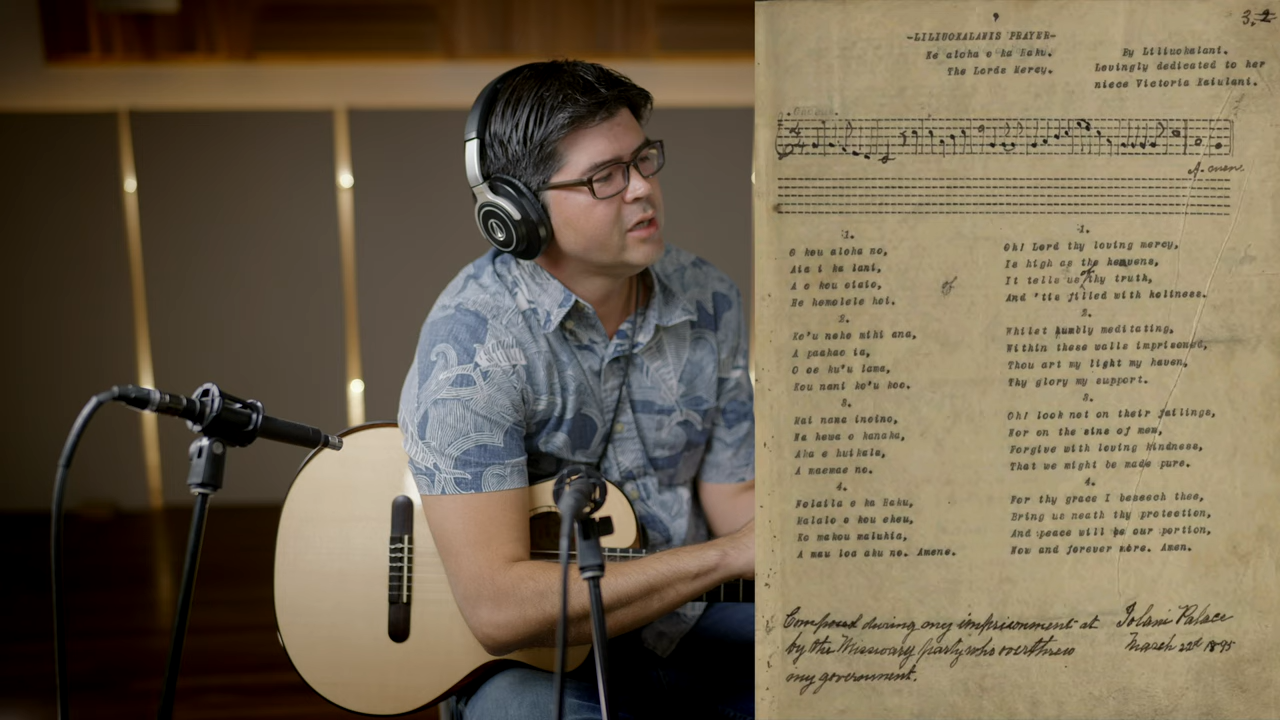 3,2
-LILIUOKALANIS PRAYER-
Ke aloha o ka Haku.
The Lords Mercy.
By Liliuokalani.
Lovingly dedicated to her
niece Victoria Kaiulani.
A-men
1.
O kou aloha no,
Aia i ka lani,
A o kou oiaio,
He hemolele hoi.
2.
Ko'u noho mihi ana,
A paahao ia,
O oe ku'u lama,
Kou nani ko'u koo.
3.
Mai nana inoino,
Na hewa o kanaka,
Aka e huikala,
A maemae no.
4.
Nolaila e ka Haku,
Malalo o kou eheu,
Ko makou maluhia,
A mau loa aku no. Amene.
1.
Oh! Lord thy loving mercy,
Is high as the heavens,
It tells us of thy truth,
And 'tis filled with holiness.
2.
Whilst humbly meditating,
Within these walls imprisoned,
Thou art my light my haven,
Thy glory my support.
3.
Oh! look not on their failings,
Nor on the sins of men,
Forgive with loving kindness,
That we might be made pure.
4.
For thy grace I beseech thee,
Bring us neath thy protection,
And peace will be our portion,
Now and forever more. Amen.
of
Composed during my imprisonment at Iolani Palace
by the Missionary party who overthrew March 22d 1895
my government.